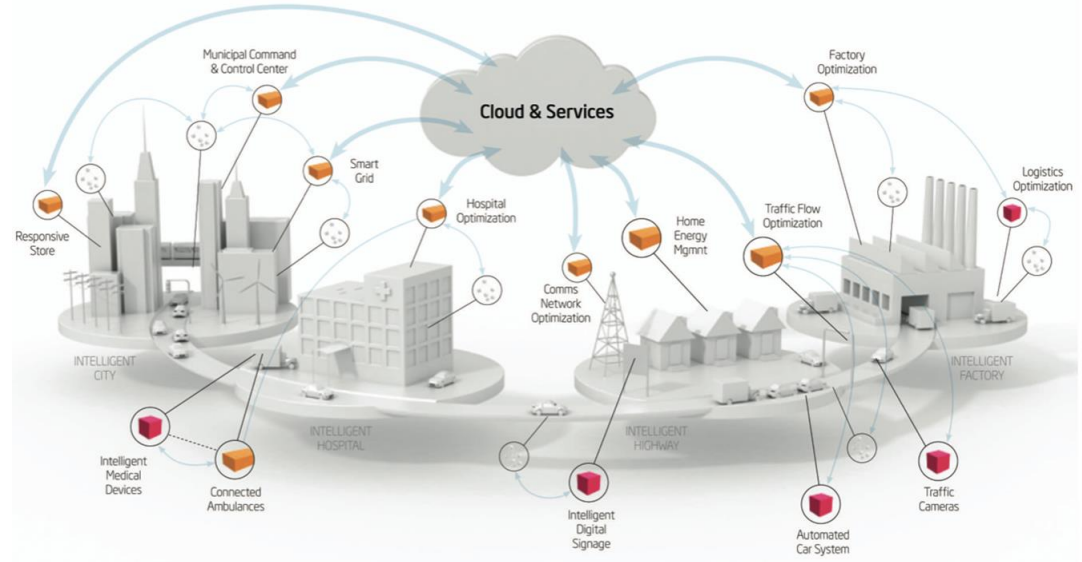 Municipal Command
& Control Center
Cloud & Services
Factory
Optimization
Smart
Grid
Logistics
Optimization
Responsive
Store
Hospital
Optimization
Home
Energy
Mgmnt
Traffic Flow
Optimization
Comms
Network
Optimization
INTELLIGENT
CITY
INTELLIGENT
FACTORY
INTELLIGENT
HOSPITAL
INTELLIGENT
HIGHWAY
Intelligent
Medical
Devices
Connected
Ambulances
Intelligent
Digital
Signage
Automated
Car System
Traffic
Cameras